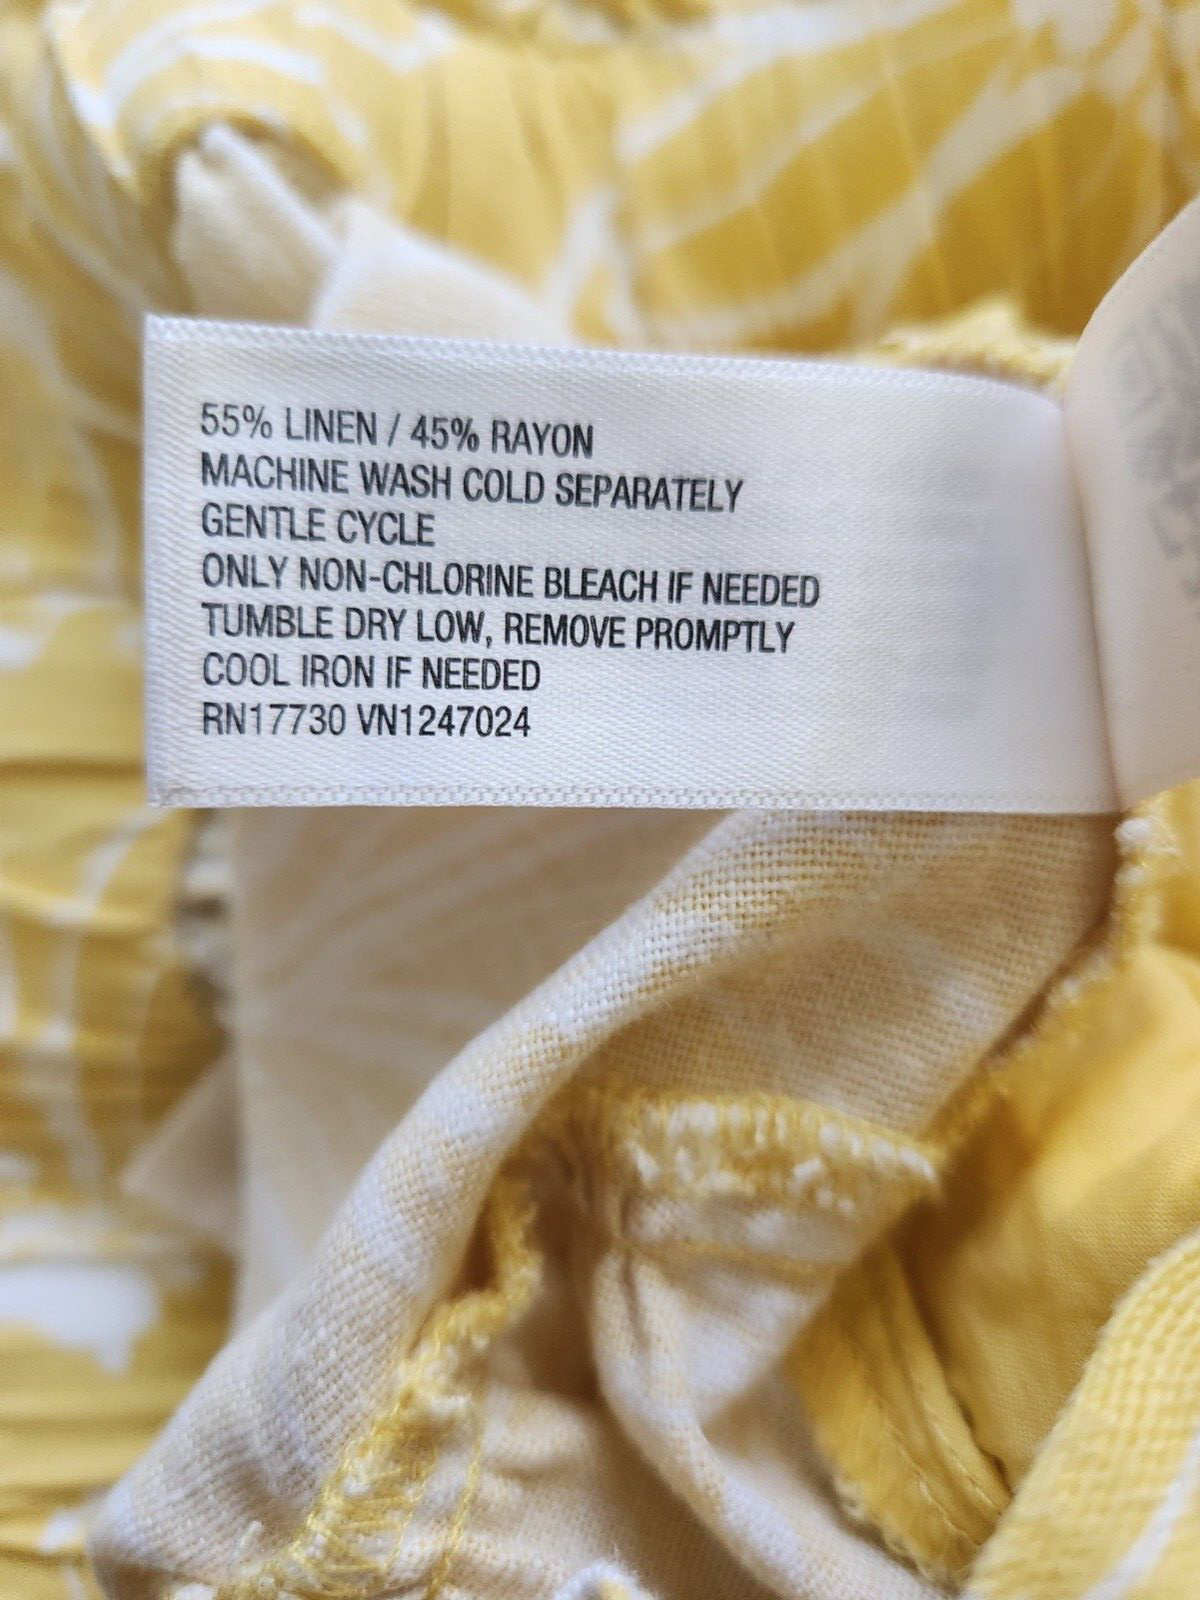 55% LINEN / 45% RAYON
MACHINE WASH COLD SEPARATELY
GENTLE CYCLE
ONLY NON-CHLORINE BLEACH IF NEEDED
TUMBLE DRY LOW, REMOVE PROMPTLY
COOL IRON IF NEEDED
RN17730 VN1247024